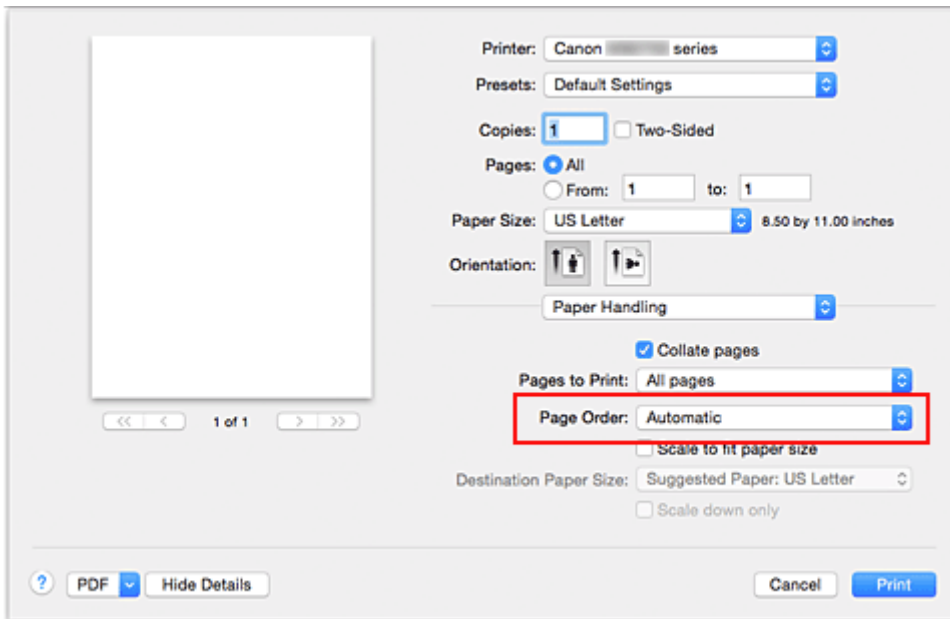 Printer: Canon series
Presets: Default Settings
Copies: 1 Two-Sided
Pages: All
From: 1 to: 1
Paper Size: US Letter 8.50 by 11.00 inches
Orientation:
Paper Handling
Collate pages
Pages to Print: All pages
Page Order: Automatic
Scale to fit paper size
Destination Paper Size: Suggested Paper: US Letter
Scale down only
<< < 1 of 1 > >>
? PDF Hide Details Cancel Print